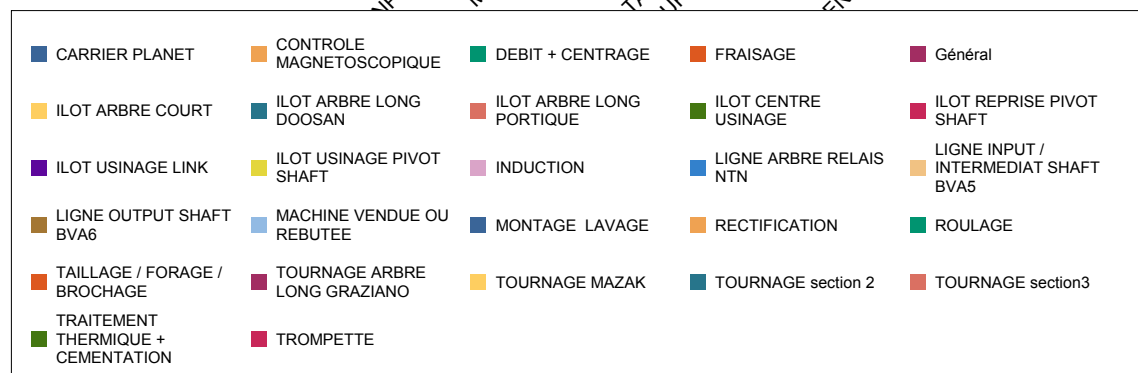 CARRIER PLANET
CONTROLE
MAGNETOSCOPIQUE
DEBIT + CENTRAGE
FRAISAGE
Général
ILOT ARBRE COURT
ILOT ARBRE LONG
DOOSAN
ILOT ARBRE LONG
PORTIQUE
ILOT CENTRE
USINAGE
ILOT REPRISE PIVOT
SHAFT
ILOT USINAGE LINK
ILOT USINAGE PIVOT
SHAFT
INDUCTION
LIGNE ARBRE RELAIS
NTN
LIGNE INPUT /
INTERMEDIAT SHAFT
BVA5
LIGNE OUTPUT SHAFT
BVA6
MACHINE VENDUE OU
REBUTEE
MONTAGE  LAVAGE
RECTIFICATION
ROULAGE
TAILLAGE / FORAGE /
BROCHAGE
TOURNAGE ARBRE
LONG GRAZIANO
TOURNAGE MAZAK
TOURNAGE section 2
TOURNAGE section3
TRAITEMENT
THERMIQUE +
CEMENTATION
TROMPETTE